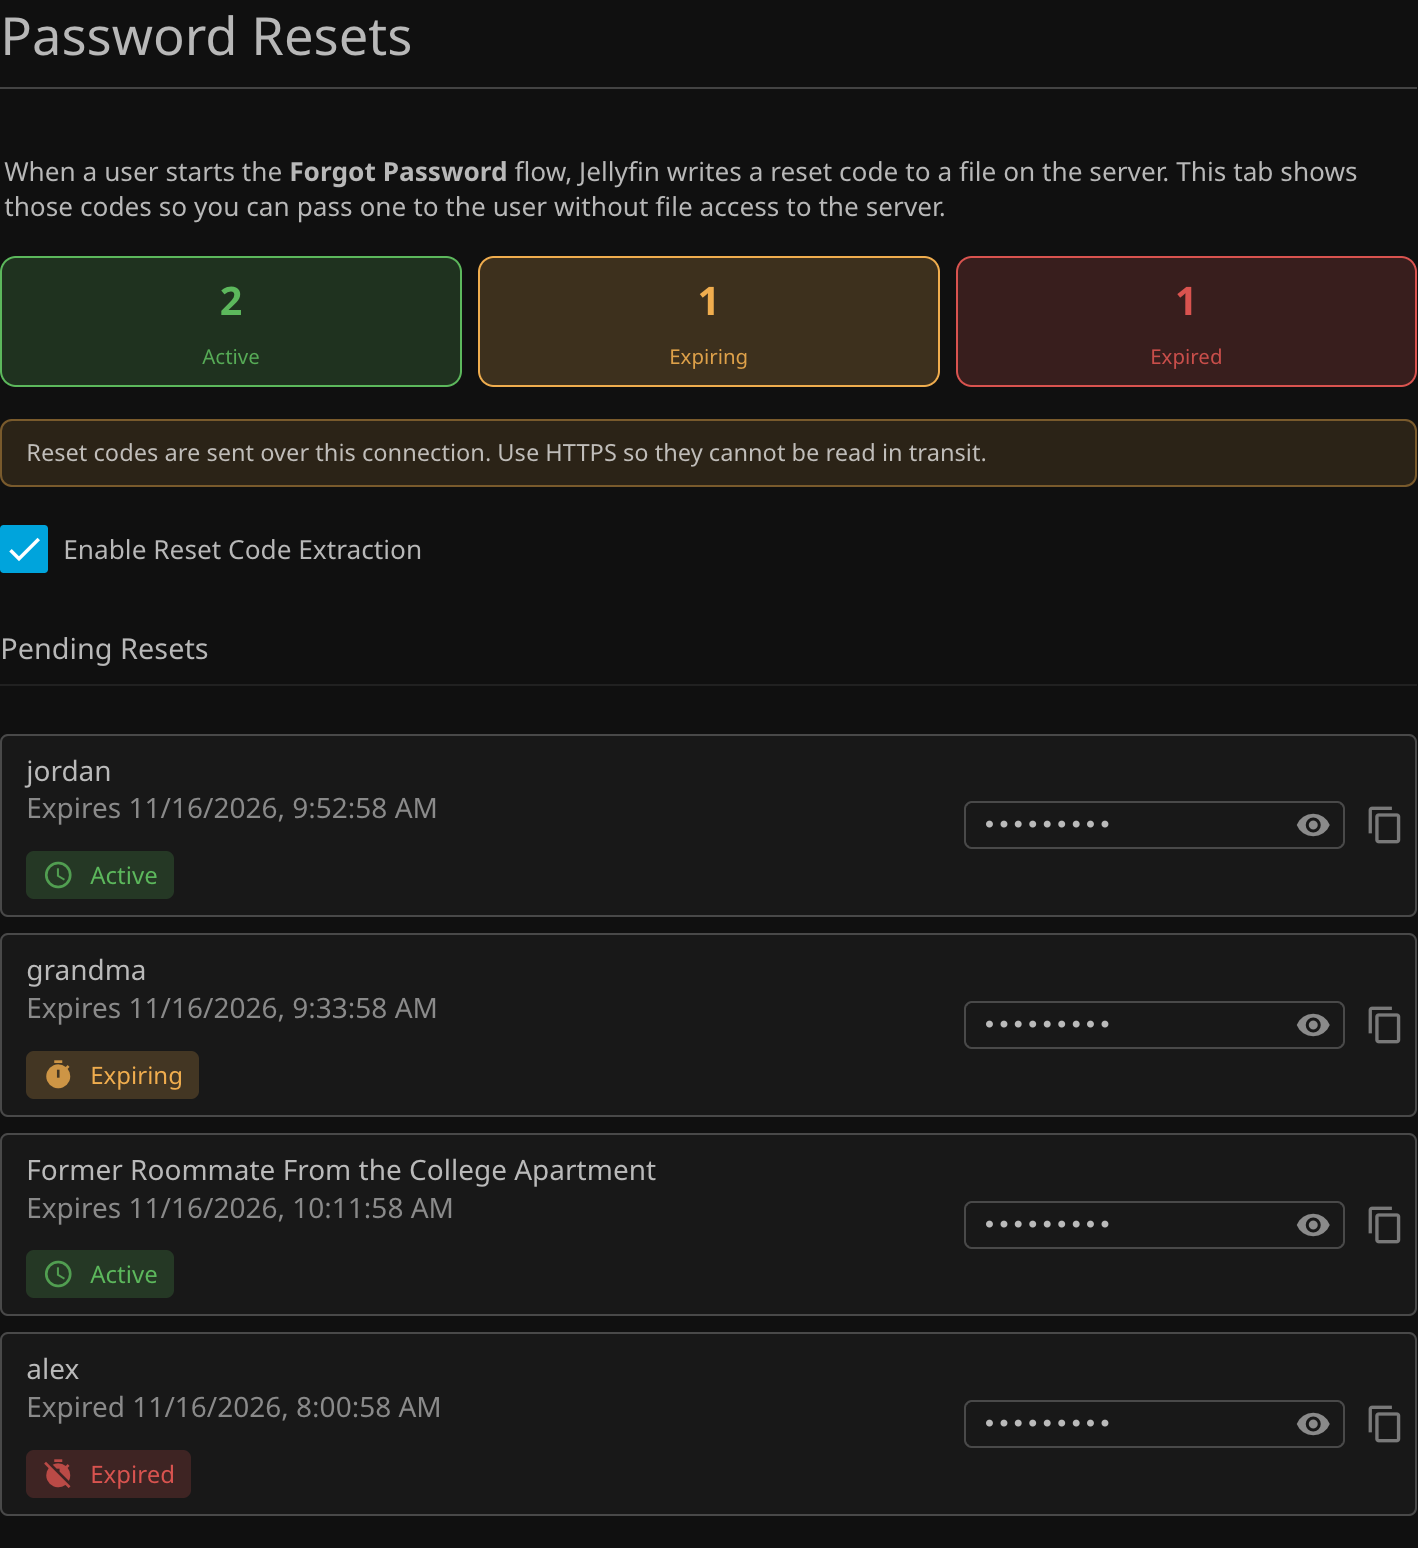 Password Resets
When a user starts the Forgot Password flow, Jellyfin writes a reset code to a file on the server. This tab shows
those codes so you can pass one to the user without file access to the server.
2
Active
1
Expiring
1
Expired
Reset codes are sent over this connection. Use HTTPS so they cannot be read in transit.
Enable Reset Code Extraction
Pending Resets
jordan
Expires 11/16/2026, 9:52:58 AM
•••••••••
Active
grandma
Expires 11/16/2026, 9:33:58 AM
•••••••••
Expiring
Former Roommate From the College Apartment
Expires 11/16/2026, 10:11:58 AM
•••••••••
Active
alex
Expired 11/16/2026, 8:00:58 AM
•••••••••
Expired